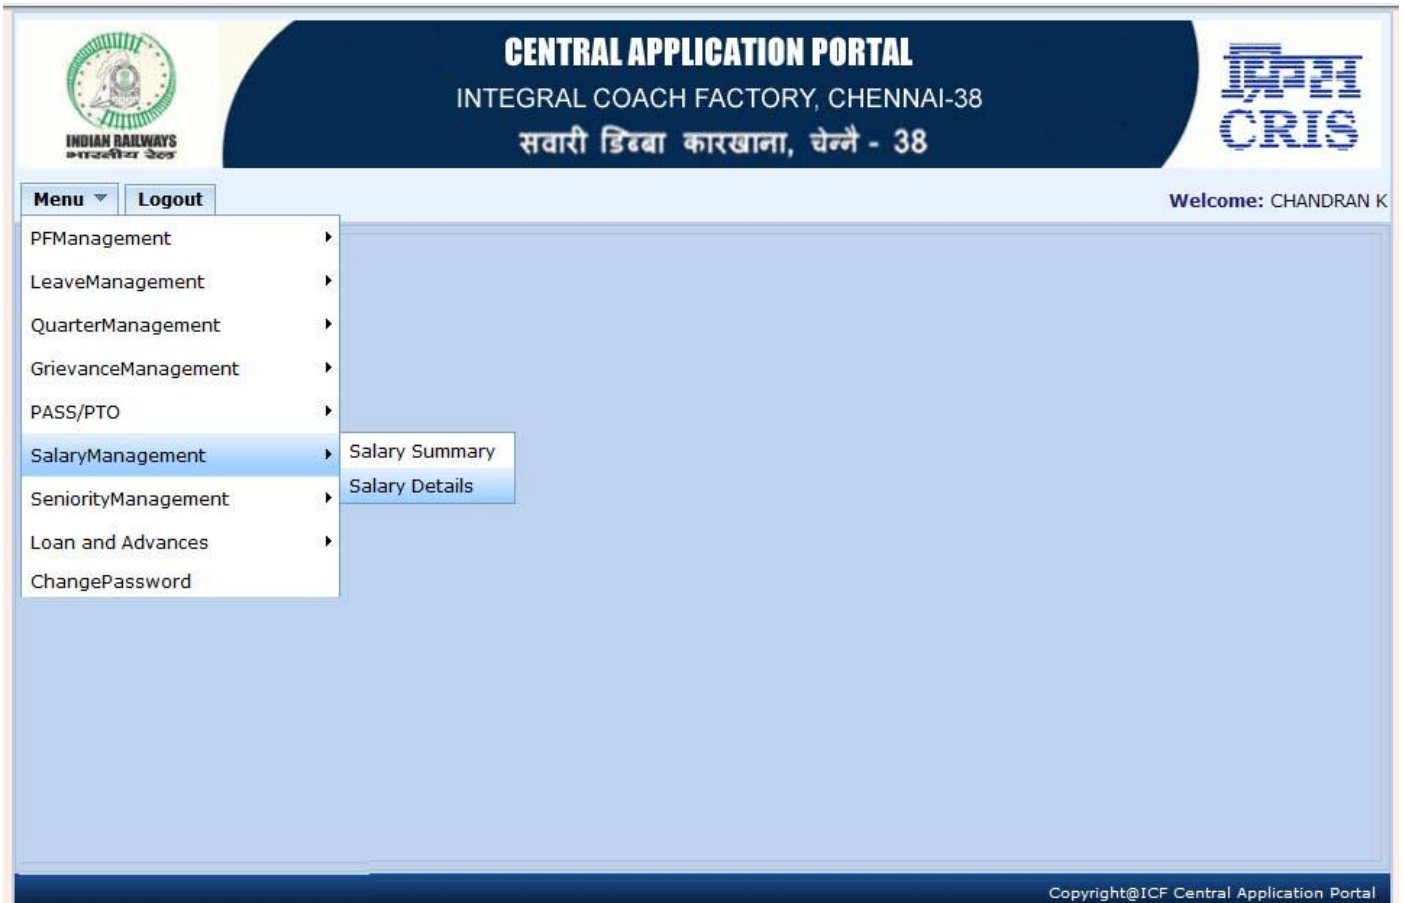 CENTRAL APPLICATION PORTAL
INTEGRAL COACH FACTORY, CHENNAI-38
सवारी डिब्बा कारखाना, चेन्नै - 38
INDIAN RAILWAYS
भारतीय रेल
क्रिस
CRIS
Menu Logout
Welcome: CHANDRAN K
PFManagement
LeaveManagement
QuarterManagement
GrievanceManagement
PASS/PTO
SalaryManagement
Salary Summary
Salary Details
SeniorityManagement
Loan and Advances
ChangePassword
Copyright@ICF Central Application Portal